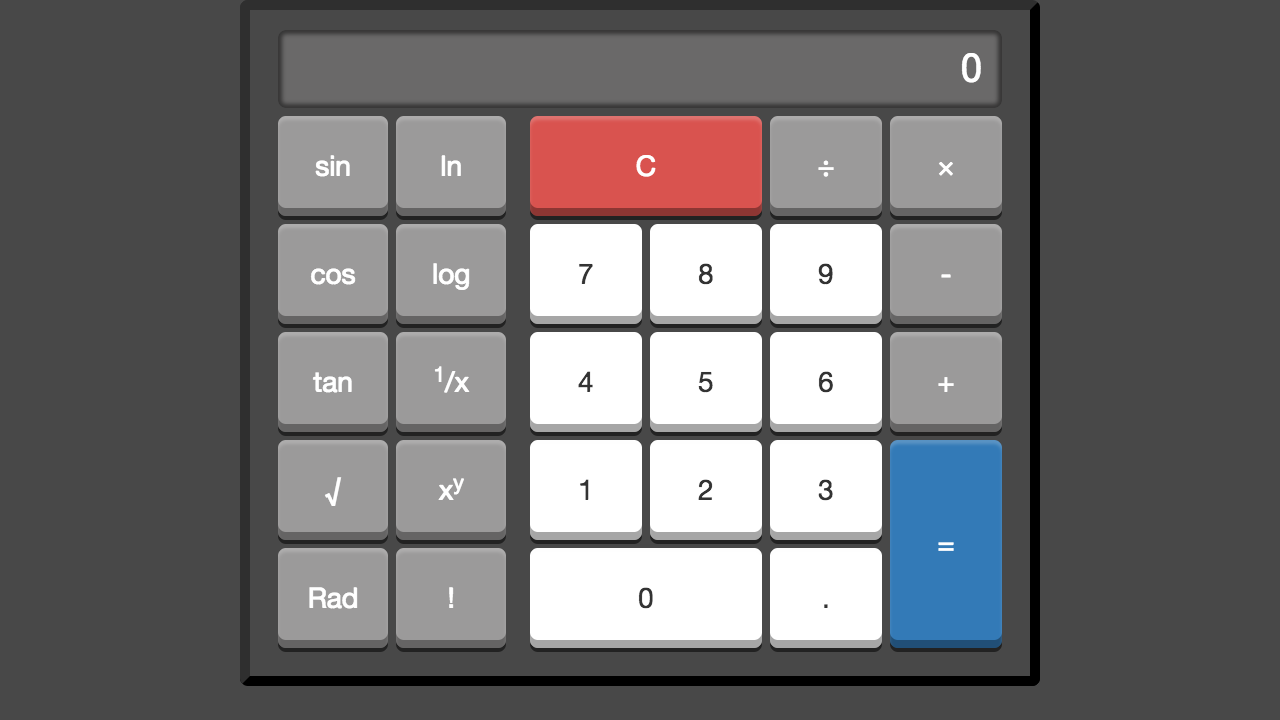 0
sin ln C ÷ ×
cos log 7 8 9 -
tan 1/x 4 5 6 +
√ xʸ 1 2 3
=
Rad ! 0 .